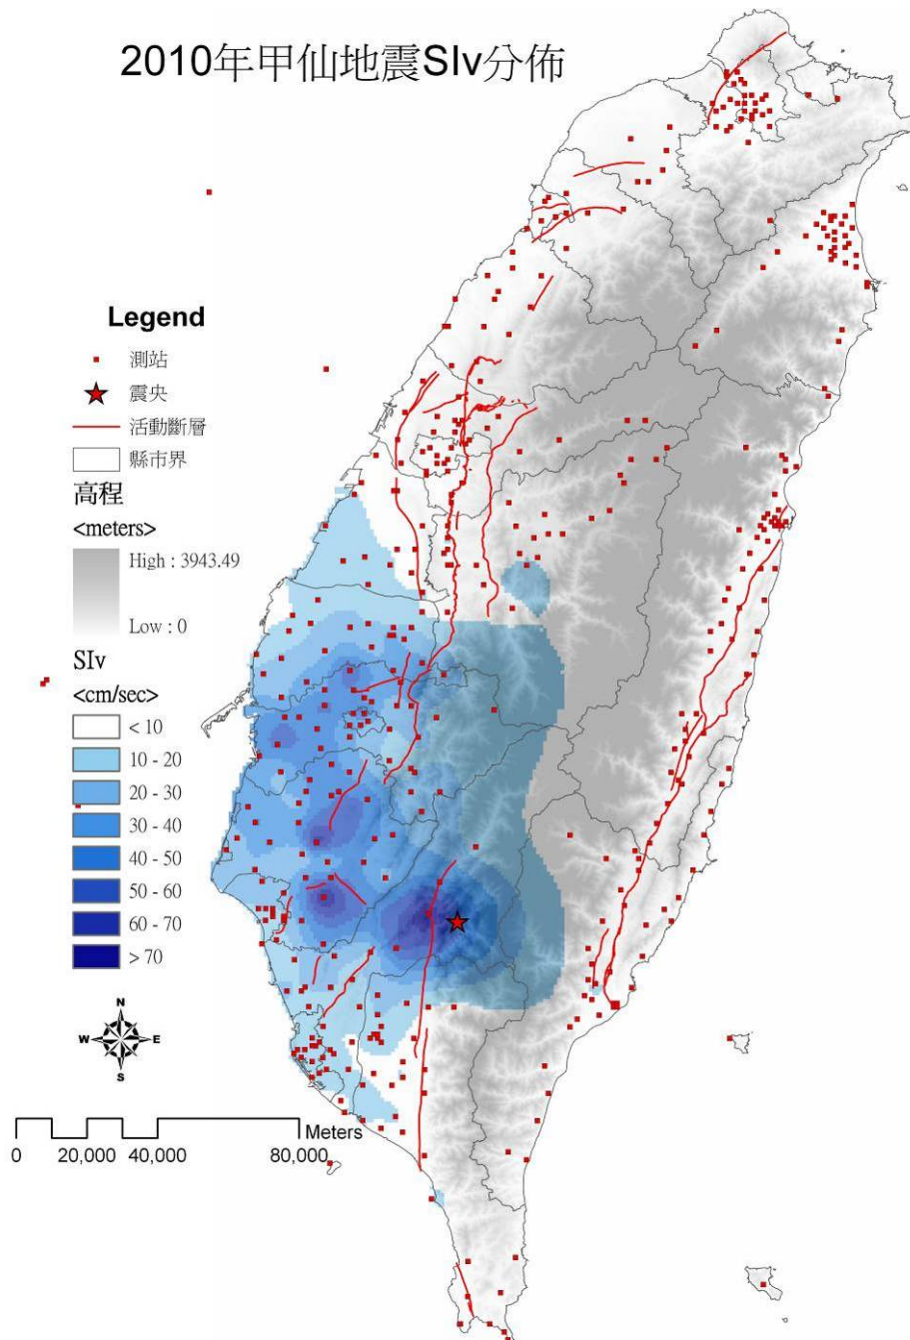 2010年甲仙地震SIv分佈
Legend
測站
震央
活動斷層
縣市界
高程
<meters>
High : 3943.49
Low : 0
SIv
<cm/sec>
< 10
10 - 20
20 - 30
30 - 40
40 - 50
50 - 60
60 - 70
> 70
N
W E
S
Meters
0 20,000 40,000 80,000